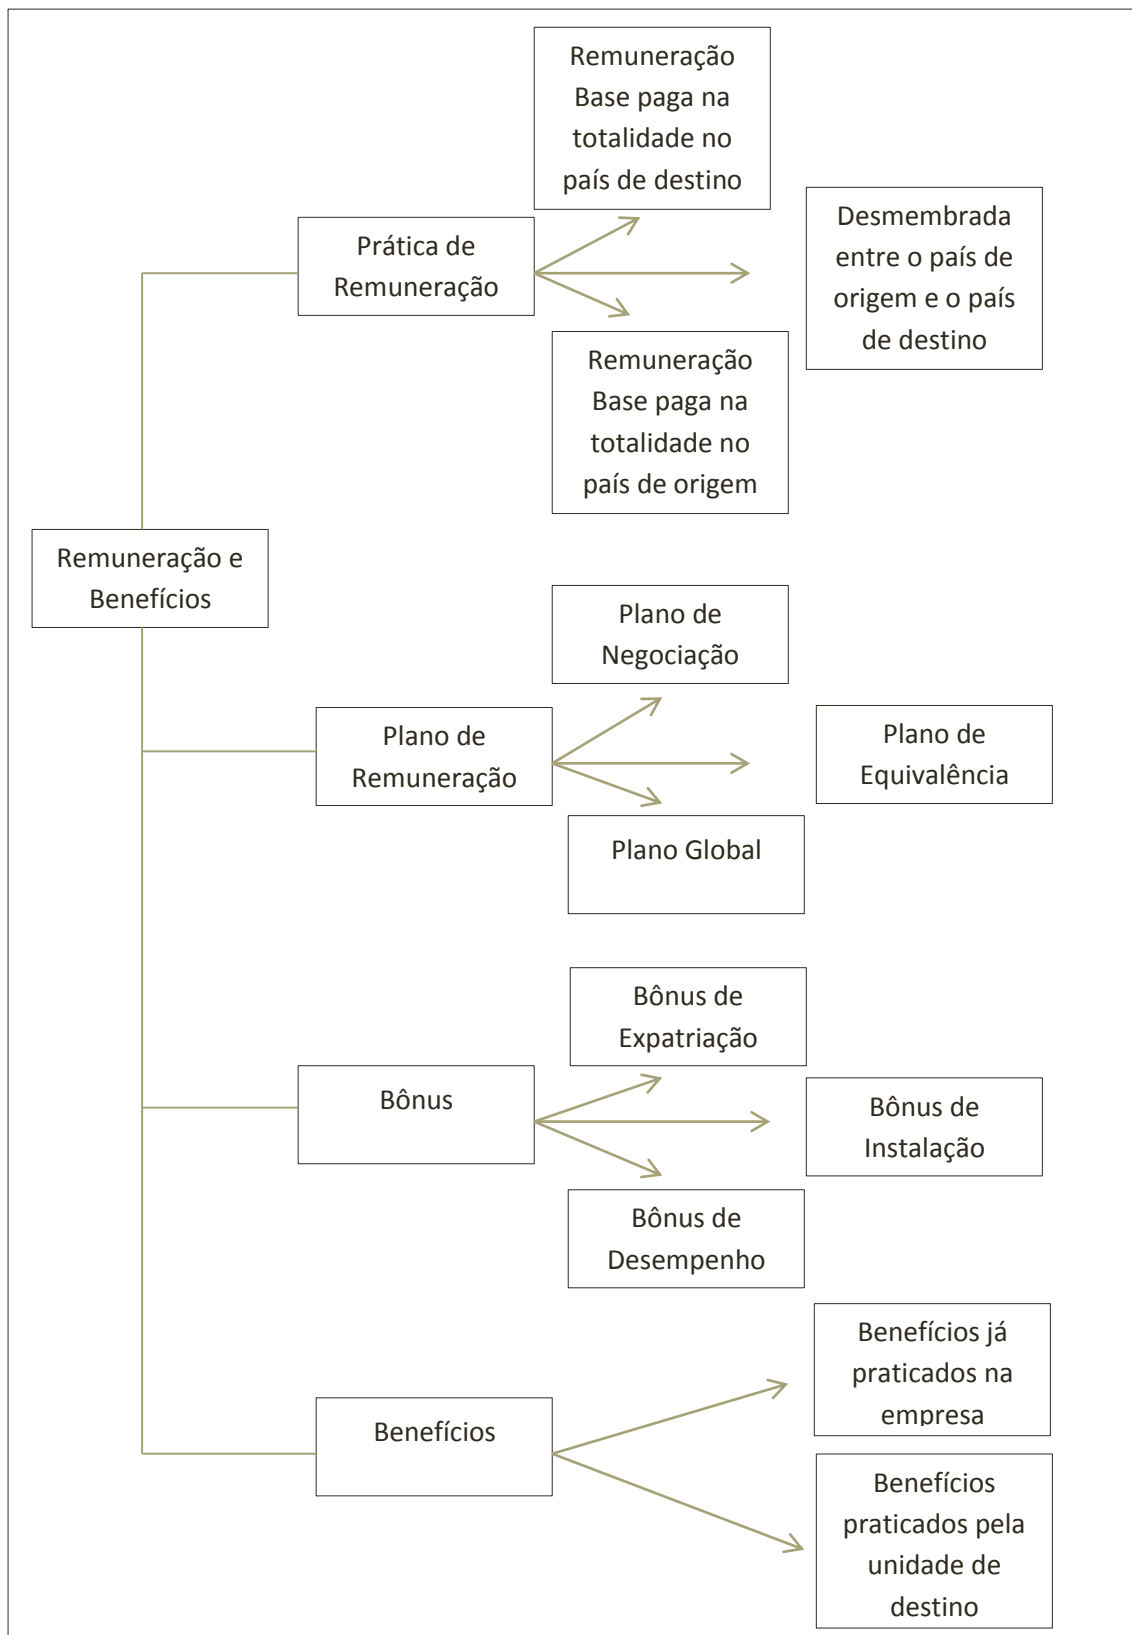 Remuneração
Base paga na
totalidade no
país de destino
Prática de
Remuneração
Desmembrada
entre o país de
origem e o país
de destino
Remuneração
Base paga na
totalidade no
país de origem
Remuneração e
Benefícios
Plano de
Negociação
Plano de
Remuneração
Plano de
Equivalência
Plano Global
Bônus de
Expatriação
Bônus
Bônus de
Instalação
Bônus de
Desempenho
Benefícios já
praticados na
empresa
Benefícios
Benefícios
praticados pela
unidade de
destino